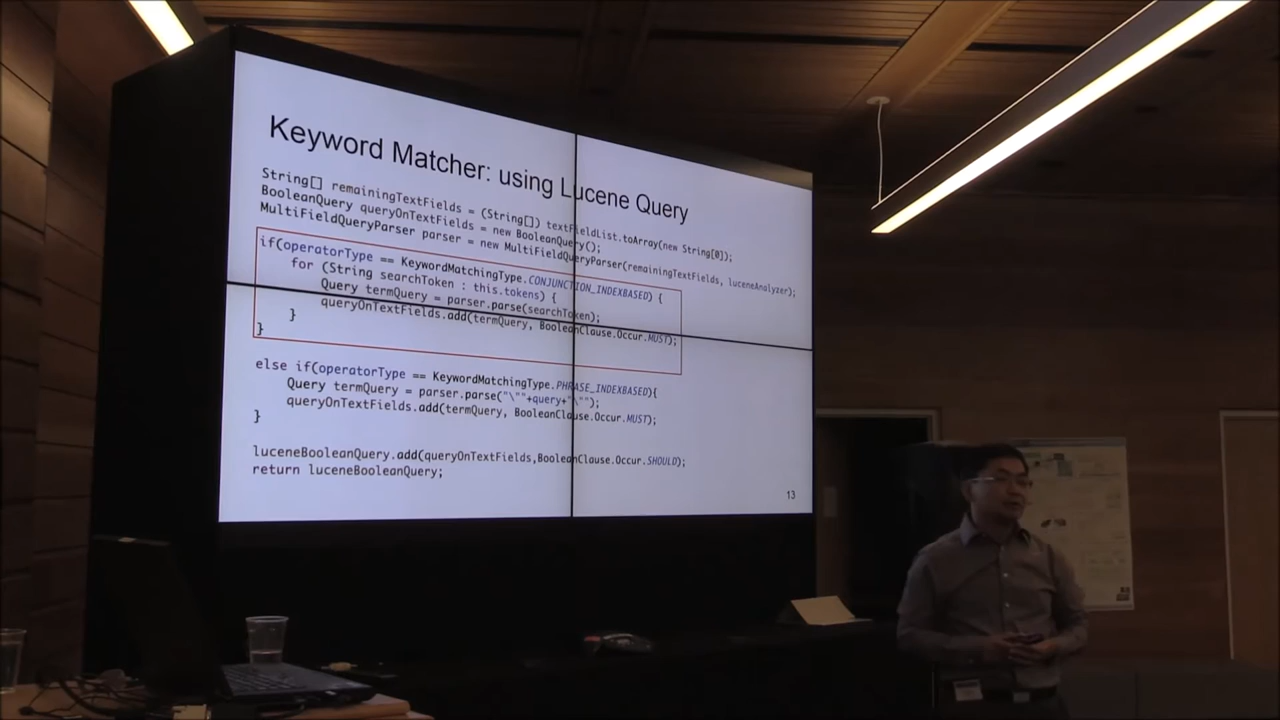 Keyword Matcher: using Lucene Query
String[] remainingTextFields = (String[]) textFieldList.toArray(new String[0]);
BooleanQuery queryOnTextFields = new BooleanQuery();
MultiFieldQueryParser parser = new MultiFieldQueryParser(remainingTextFields, luceneAnalyzer);
if(operatorType == KeywordMatchingType.CONJUNCTION_INDEXBASED) {
for (String searchToken : this.tokens) {
Query termQuery = parser.parse(searchToken);
queryOnTextFields.add(termQuery, BooleanClause.Occur.MUST);
}
}
else if(operatorType == KeywordMatchingType.PHRASE_INDEXBASED){
Query termQuery = parser.parse("\""+query+"\"");
queryOnTextFields.add(termQuery, BooleanClause.Occur.MUST);
}
luceneBooleanQuery.add(queryOnTextFields,BooleanClause.Occur.SHOULD);
return luceneBooleanQuery;
13